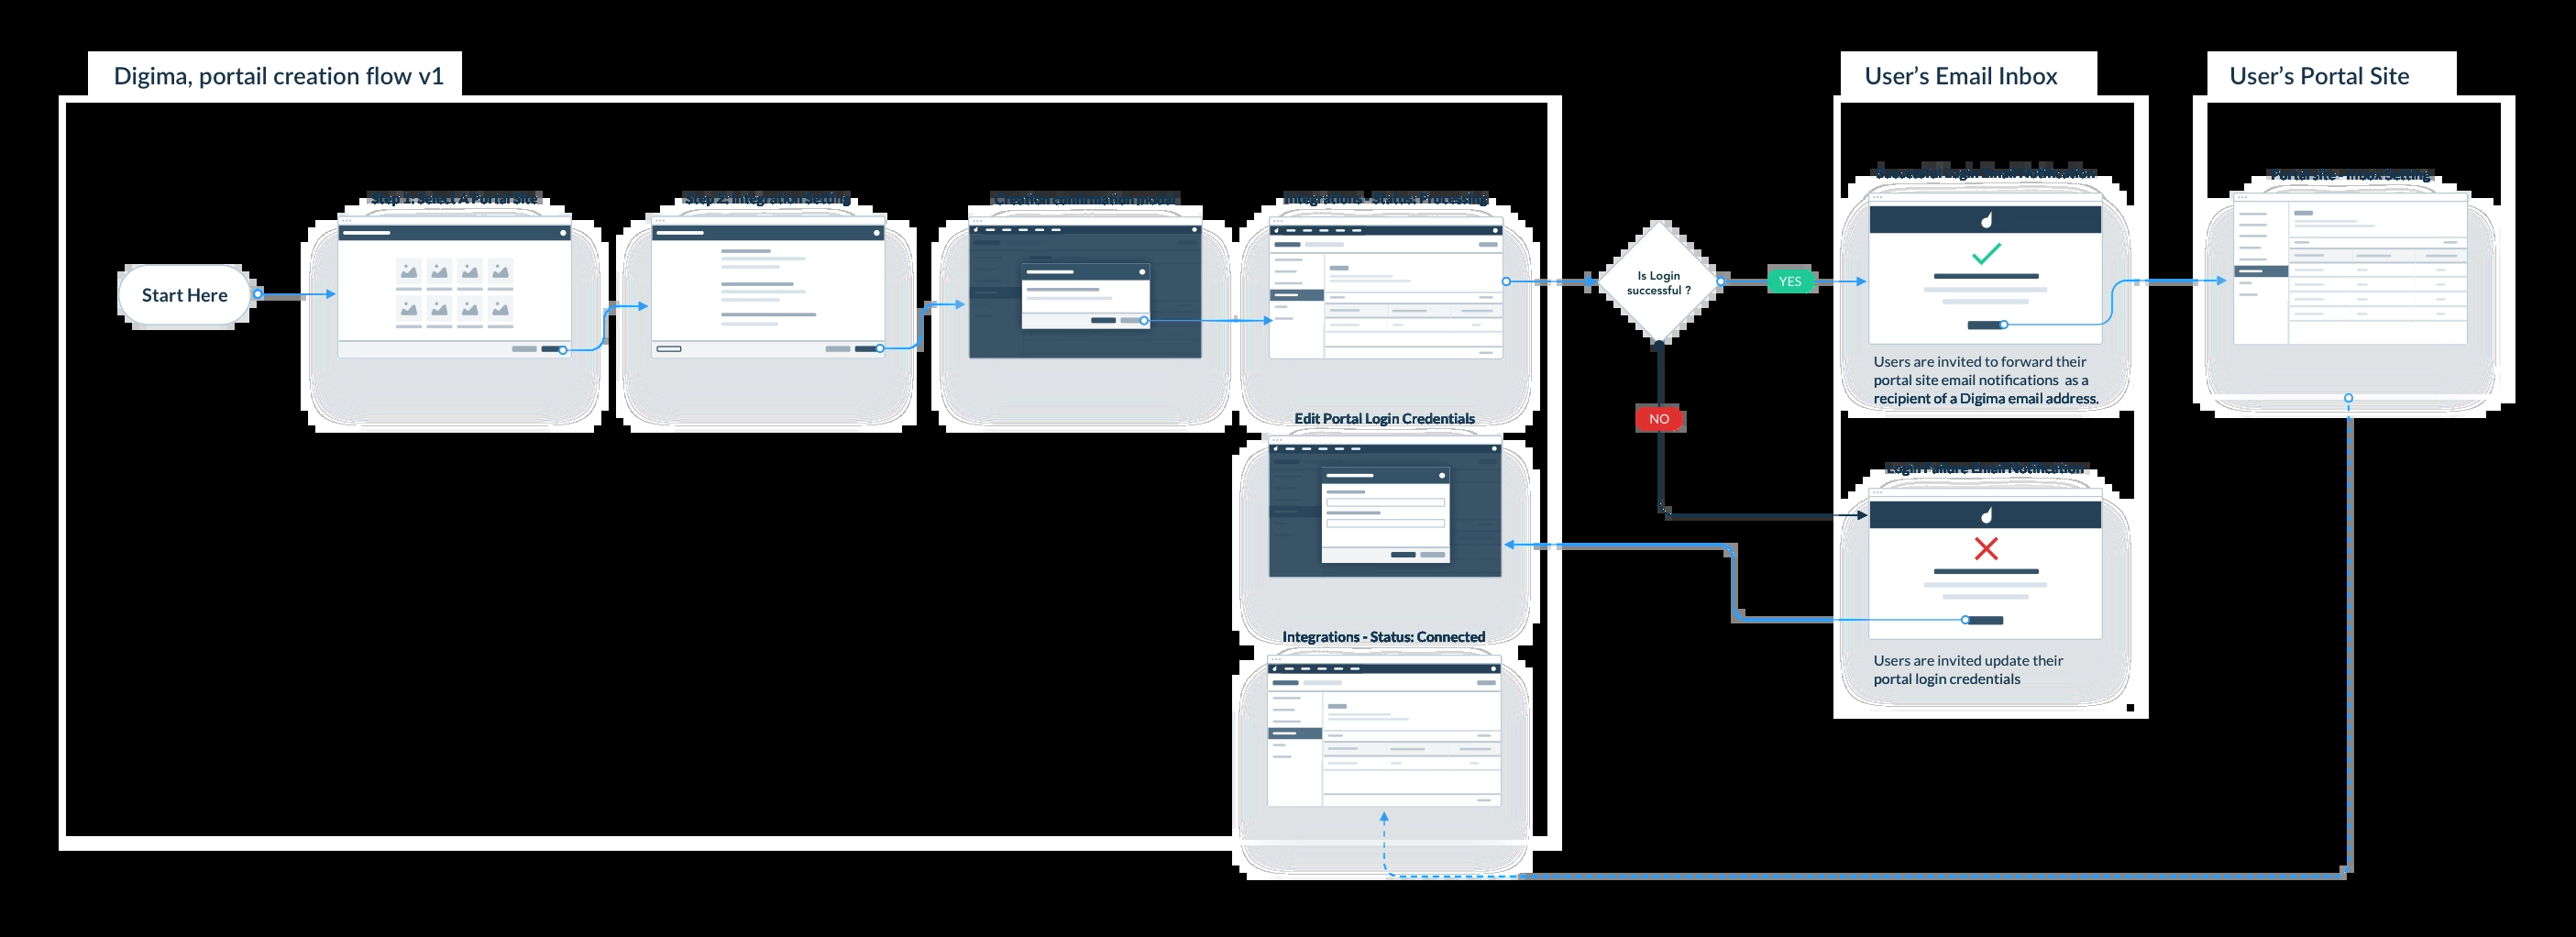 Digima, portail creation flow v1
User's Email Inbox
User's Portal Site
Step 1: Select A Portal Site
Step 2: Integration Setting
Creation confirmation modal
Integrations - Status: Processing
Successful Login Email Notification
Portal site - Inbox Setting
Start Here
Is Login
successful ?
YES
NO
Users are invited to forward their
portal site email notifications as a
recipient of a Digima email address.
Edit Portal Login Credentials
Login Failure Email Notification
Integrations - Status: Connected
Users are invited update their
portal login credentials